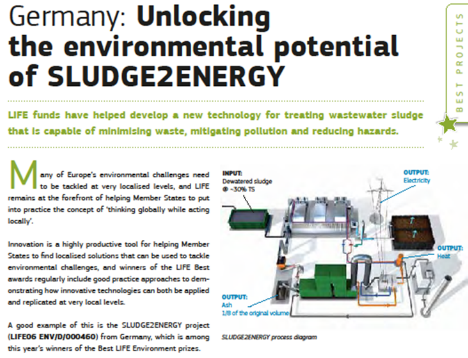 Germany: Unlocking
the environmental potential
of SLUDGE2ENERGY
BEST PROJECTS
LIFE funds have helped develop a new technology for treating wastewater sludge
that is capable of minimising waste, mitigating pollution and reducing hazards.
Many of Europe's environmental challenges need
to be tackled at very localised levels, and LIFE
remains at the forefront of helping Member States to put
into practice the concept of 'thinking globally while acting
locally'.
Innovation is a highly productive tool for helping Member
States to find localised solutions that can be used to tackle
environmental challenges, and winners of the LIFE Best
awards regularly include good practice approaches to dem-
onstrating how innovative technologies can both be applied
and replicated at very local levels.
A good example of this is the SLUDGE2ENERGY project
(LIFE06 ENV/D/000460) from Germany, which is among
this year's winners of the Best LIFE Environment prizes.
INPUT:
Dewatered sludge
@ ~30% TS
OUTPUT:
Electricity
OUTPUT:
Heat
OUTPUT:
Ash
1/8 of the original volume
SLUDGE2ENERGY process diagram